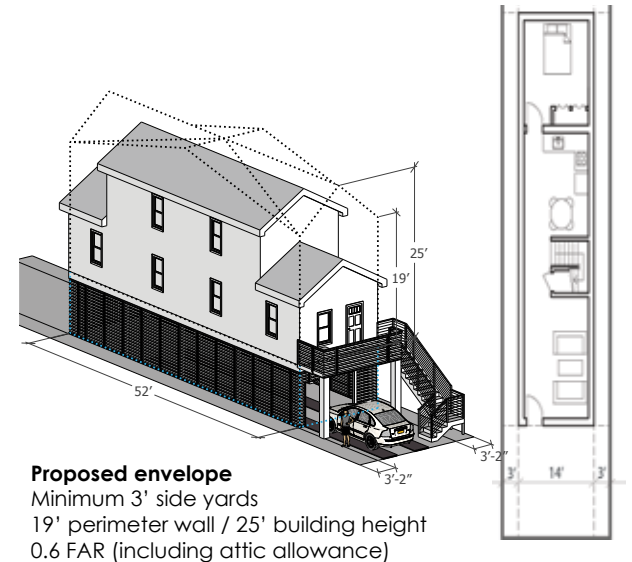 25’
19’
52’
3’-2”
3’-2”
3’ 14’ 3’
Proposed envelope
Minimum 3’ side yards
19’ perimeter wall / 25’ building height
0.6 FAR (including attic allowance)